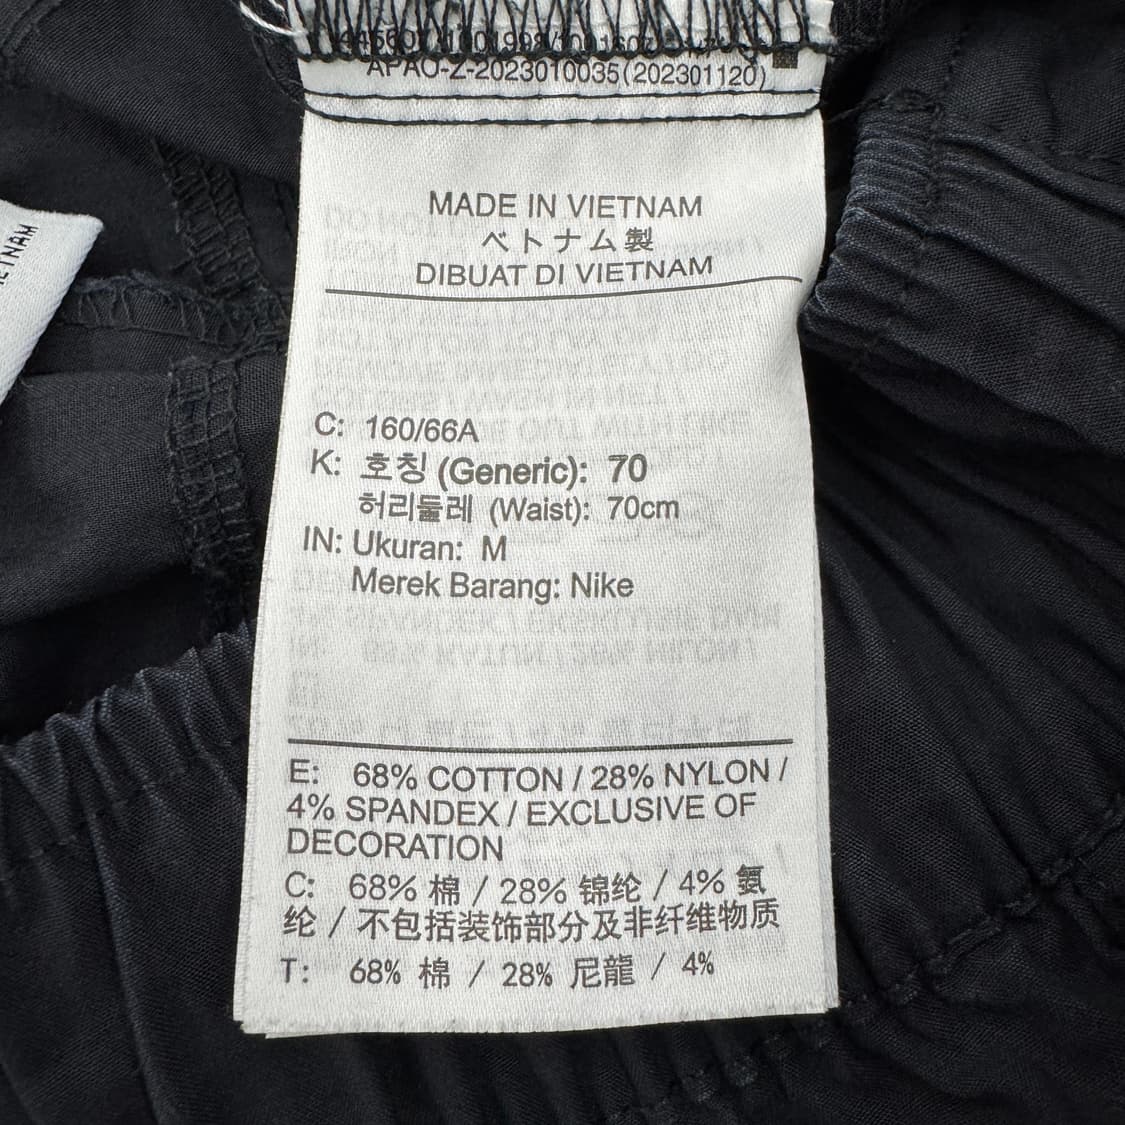 APAO-Z-2023010035(202301120)
MADE IN VIETNAM
ベトナム製
DIBUAT DI VIETNAM
C: 160/66A
K: 호칭 (Generic): 70
허리둘레 (Waist): 70cm
IN: Ukuran: M
Merek Barang: Nike
E: 68% COTTON / 28% NYLON /
4% SPANDEX / EXCLUSIVE OF
DECORATION
C: 68% 棉 / 28% 锦纶 / 4% 氨
纶 / 不包括装饰部分及非纤维物质
T: 68% 棉 / 28% 尼龍 / 4%